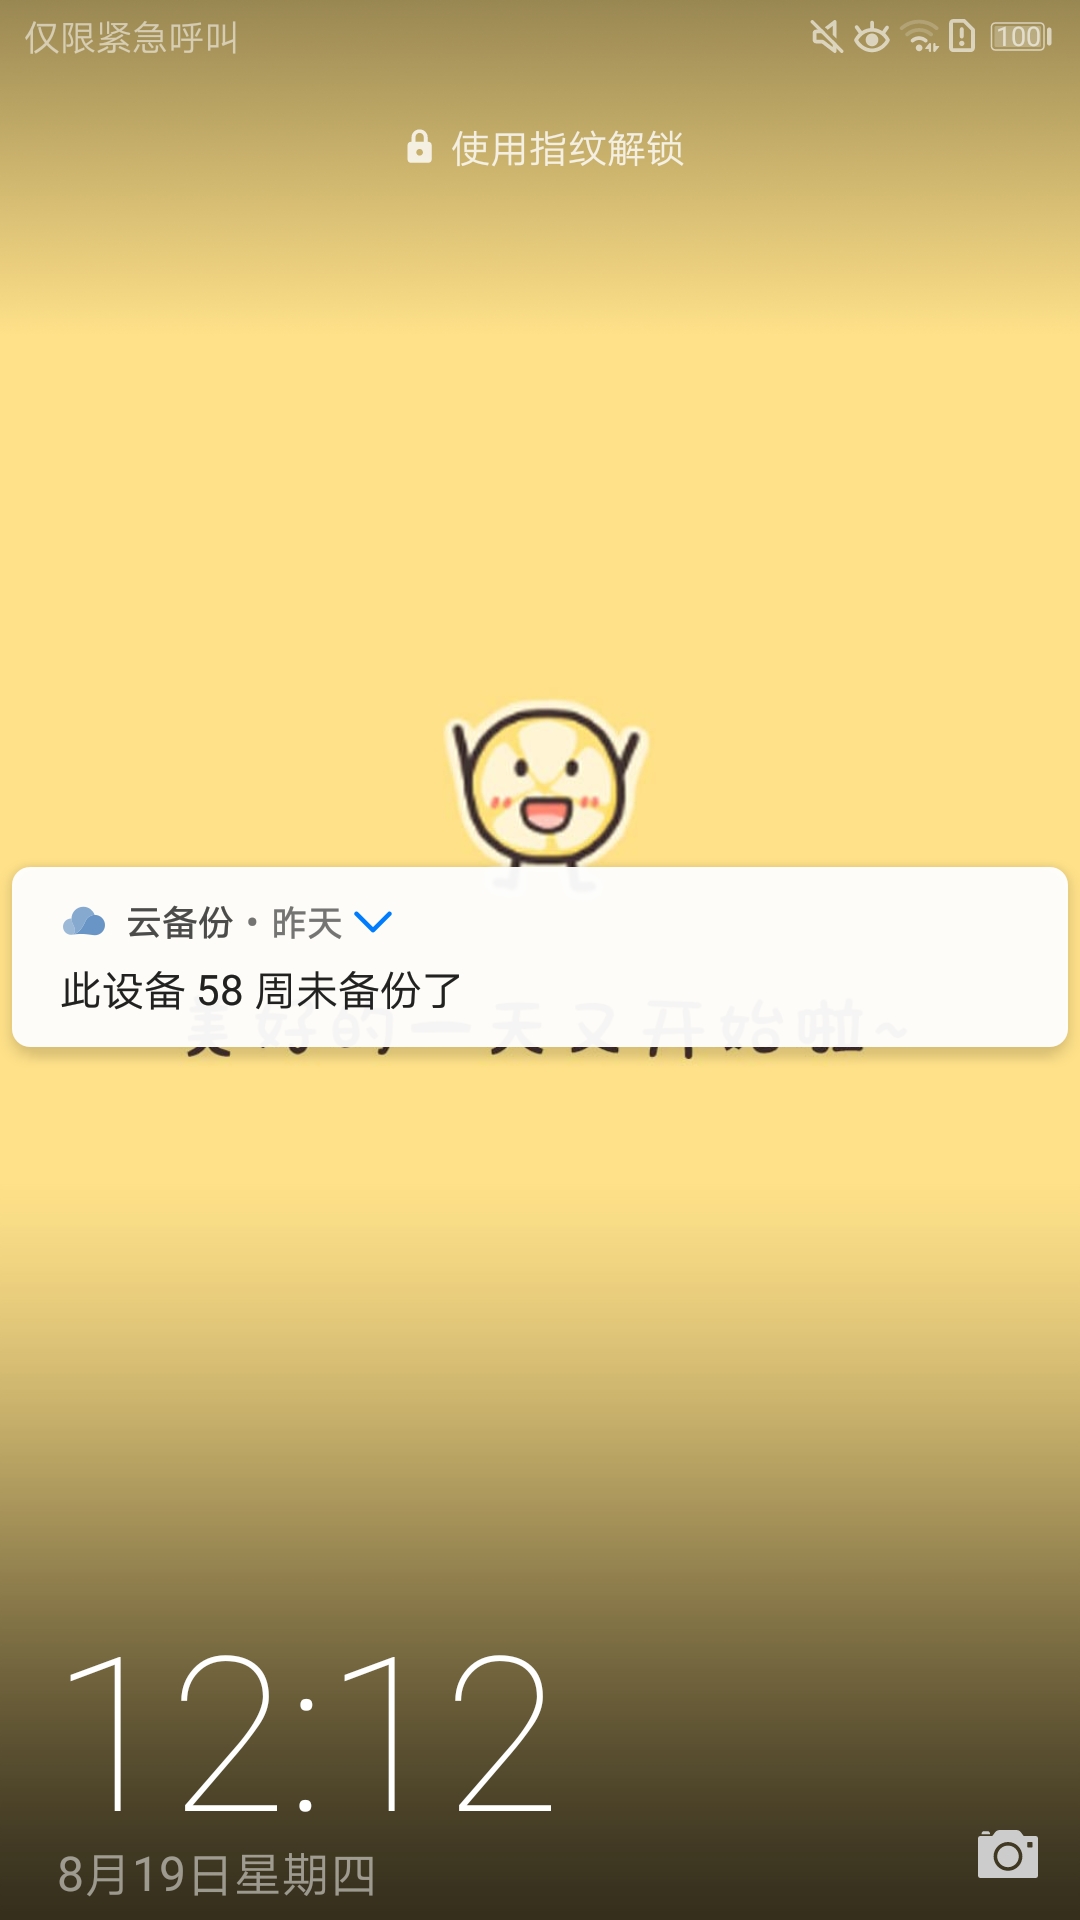 仅限紧急呼叫
100
使用指纹解锁
云备份 • 昨天
此设备 58 周未备份了
美好的一天又开始啦~
12:12
8月19日星期四